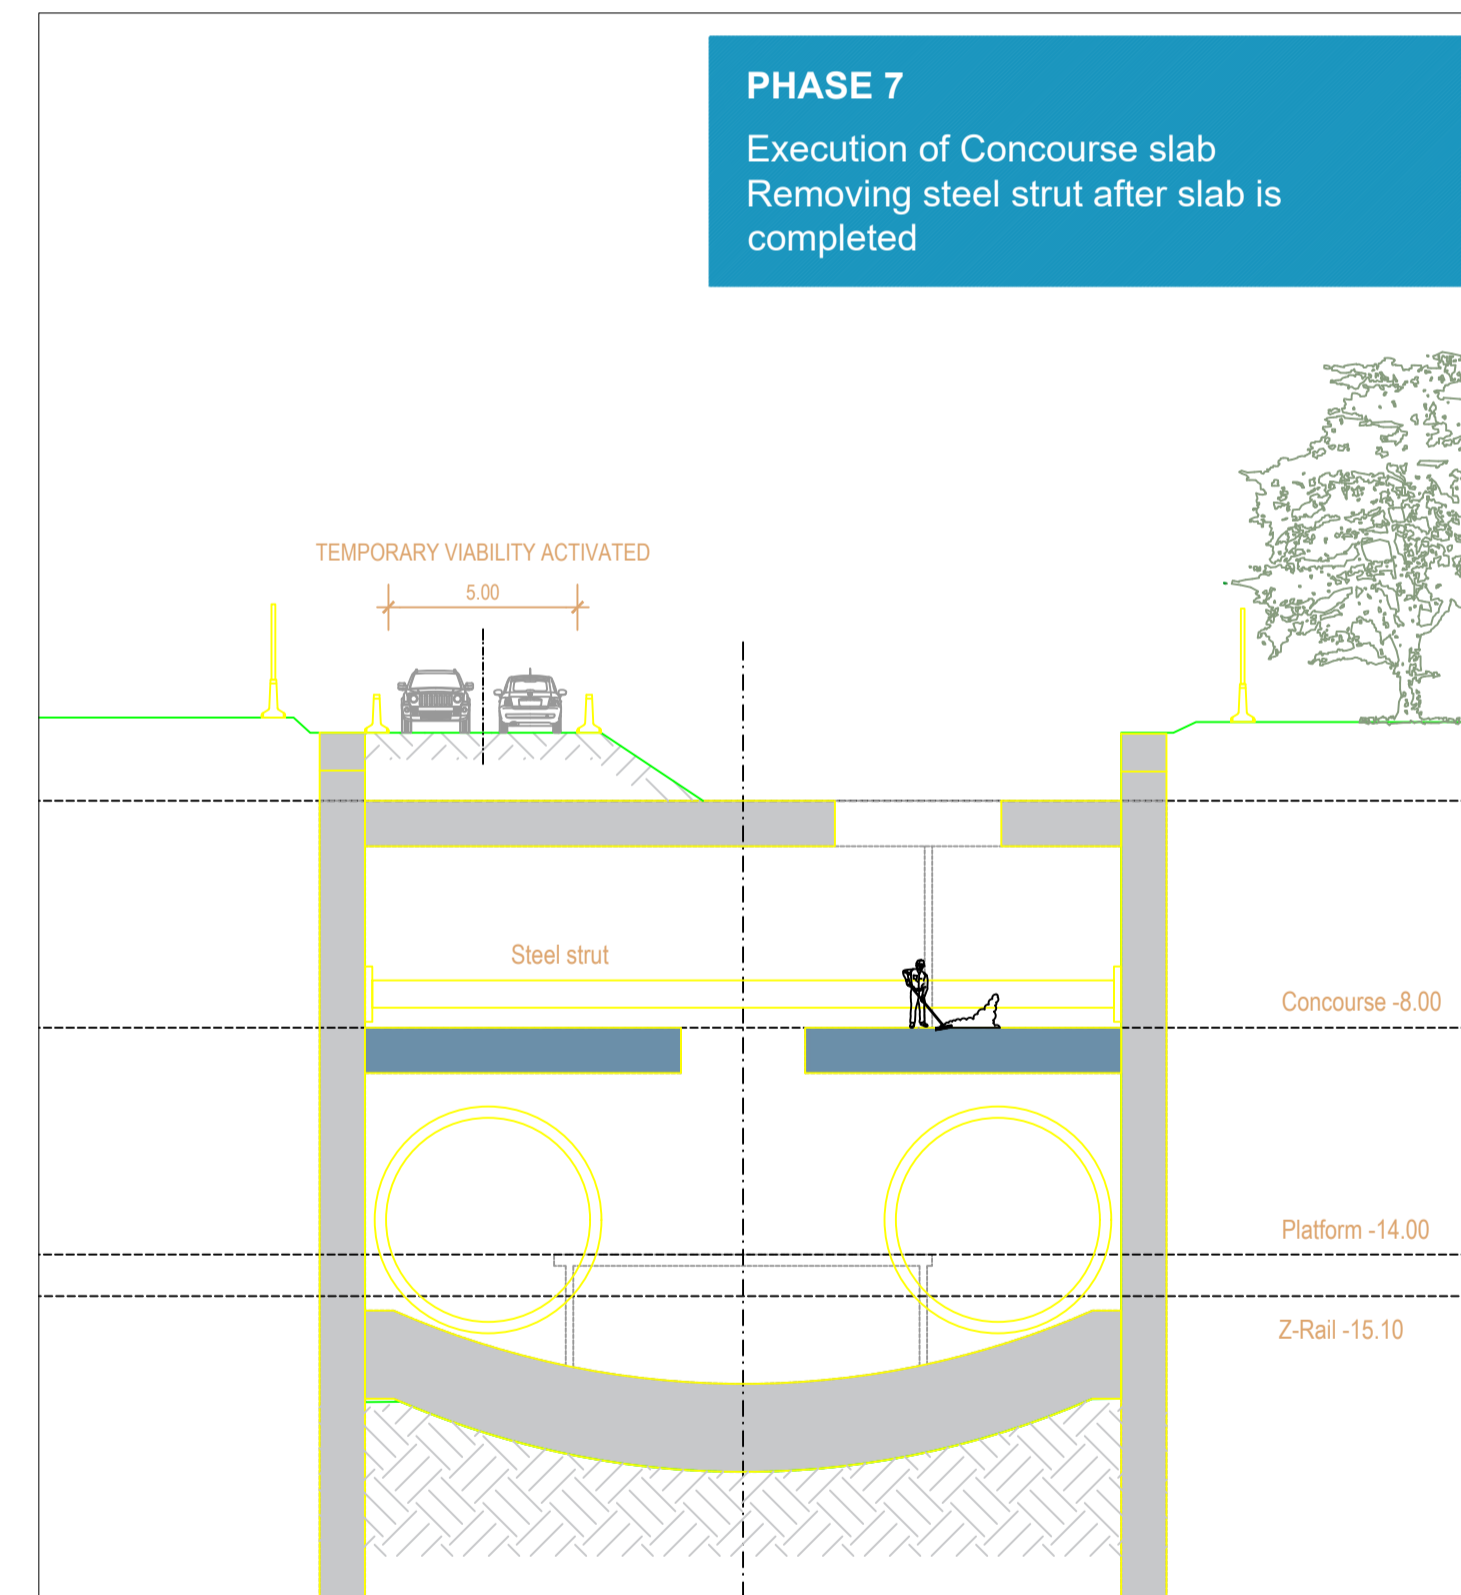 PHASE 7
Execution of Concourse slab
Removing steel strut after slab is
completed
TEMPORARY VIABILITY ACTIVATED
5.00
Steel strut
Concourse -8.00
Platform -14.00
Z-Rail -15.10